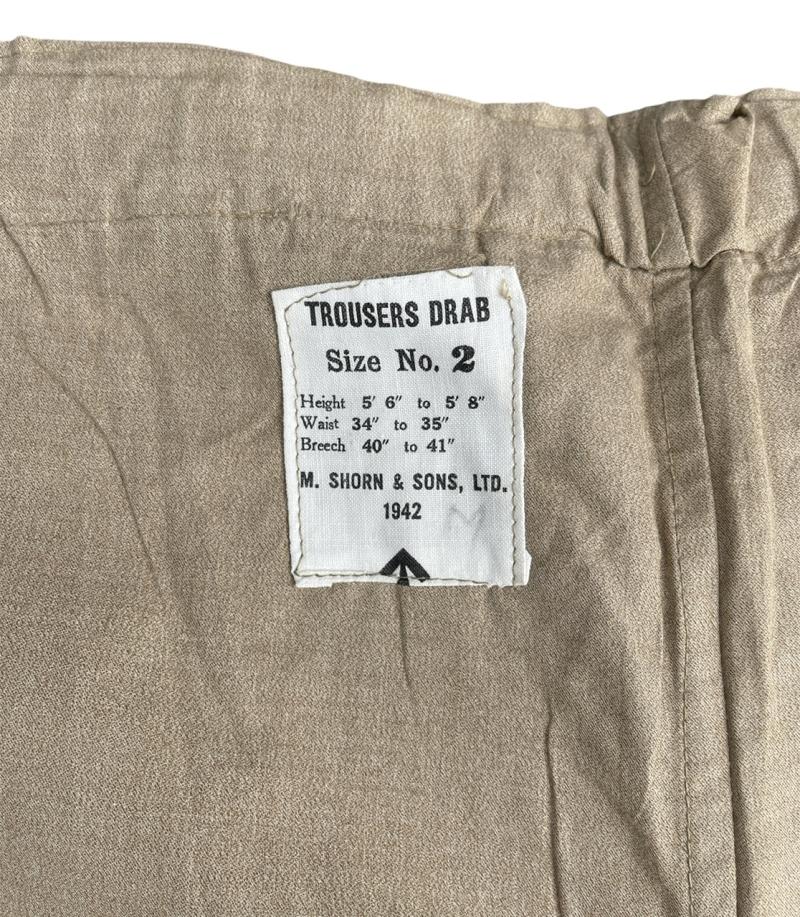 TROUSERS DRAB
Size No. 2
Height 5' 6" to 5' 8"
Waist 34" to 35"
Breech 40" to 41"
M. SHORN & SONS, LTD.
1942 M